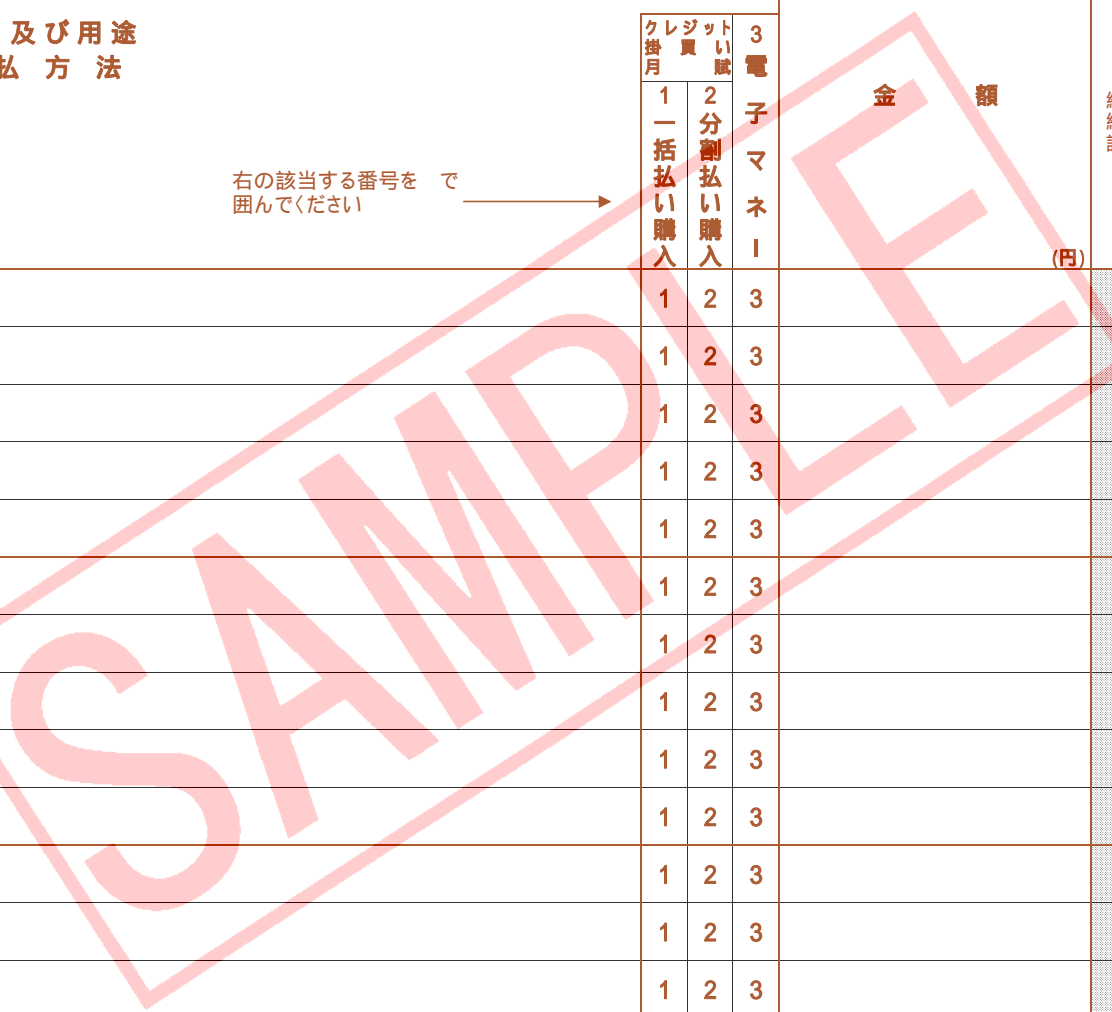 及び用途
払方法
クレジット
掛買い
月賦
1 一括払い購入
2 分割払い購入
3 電子マネー
金額
(円)
右の該当する番号を で
囲んでください
1 2 3
1 2 3
1 2 3
1 2 3
1 2 3
1 2 3
1 2 3
1 2 3
1 2 3
1 2 3
1 2 3
1 2 3
1 2 3
SAMPLE